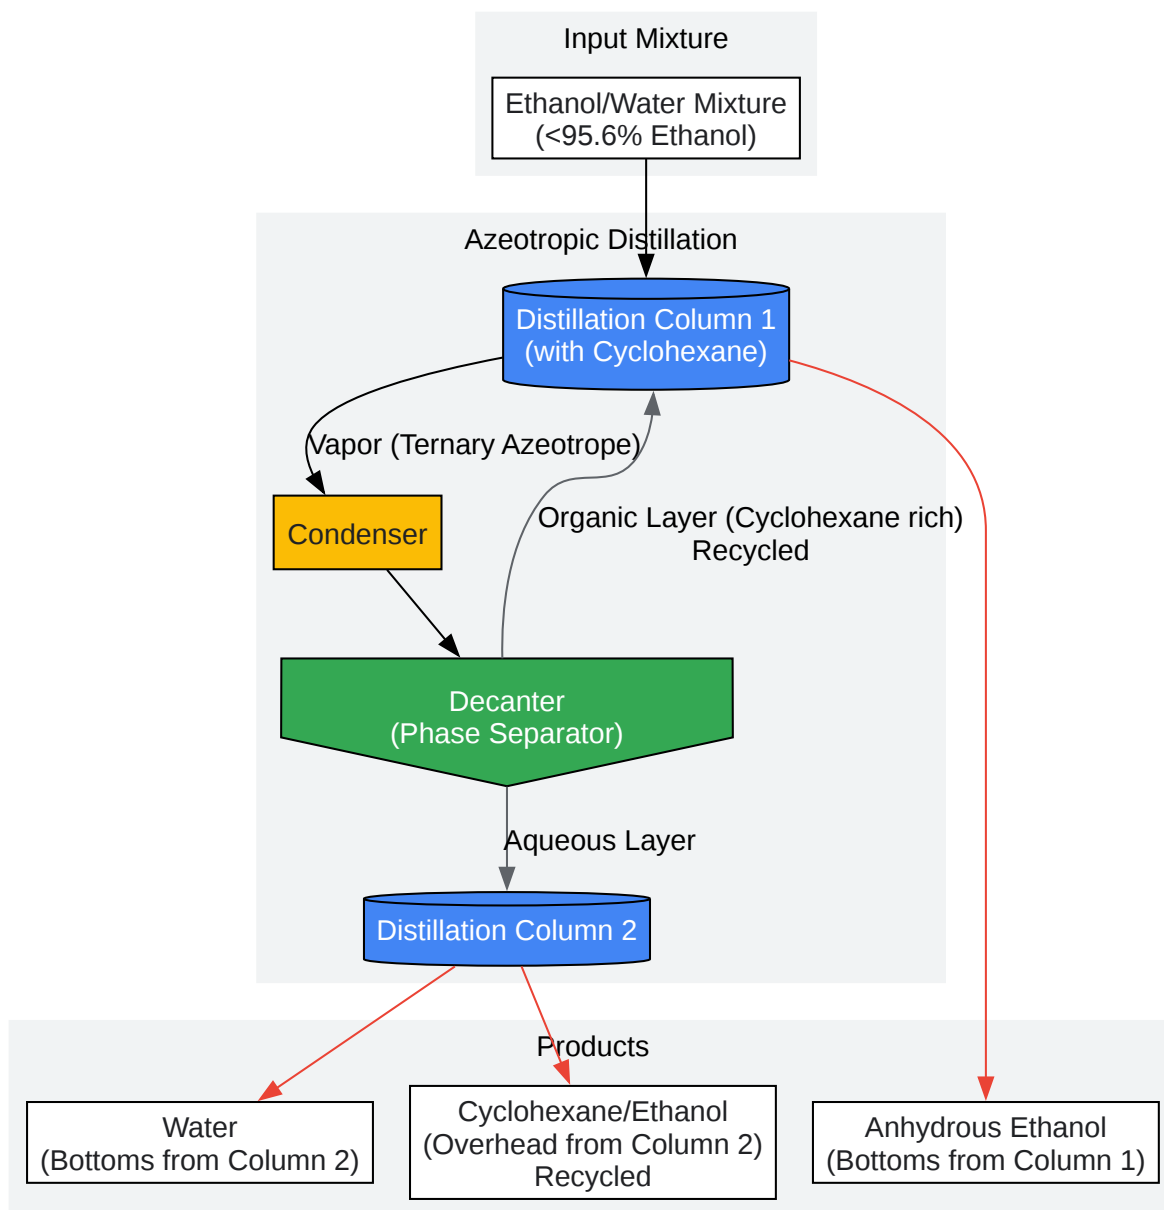 Input Mixture
Ethanol/Water Mixture
(<95.6% Ethanol)
Azeotropic Distillation
Distillation Column 1
(with Cyclohexane)
Vapor (Ternary Azeotrope)
Condenser
Organic Layer (Cyclohexane rich)
Recycled
Decanter
(Phase Separator)
Aqueous Layer
Distillation Column 2
Products
Water
(Bottoms from Column 2)
Cyclohexane/Ethanol
(Overhead from Column 2)
Recycled
Anhydrous Ethanol
(Bottoms from Column 1)